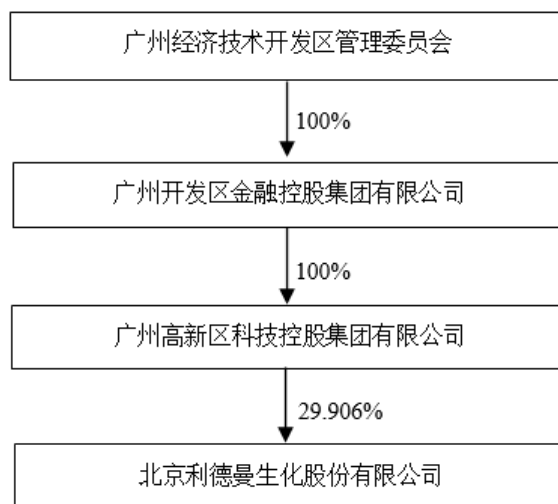 广州经济技术开发区管理委员会
100%
广州开发区金融控股集团有限公司
100%
广州高新区科技控股集团有限公司
29.906%
北京利德曼生化股份有限公司